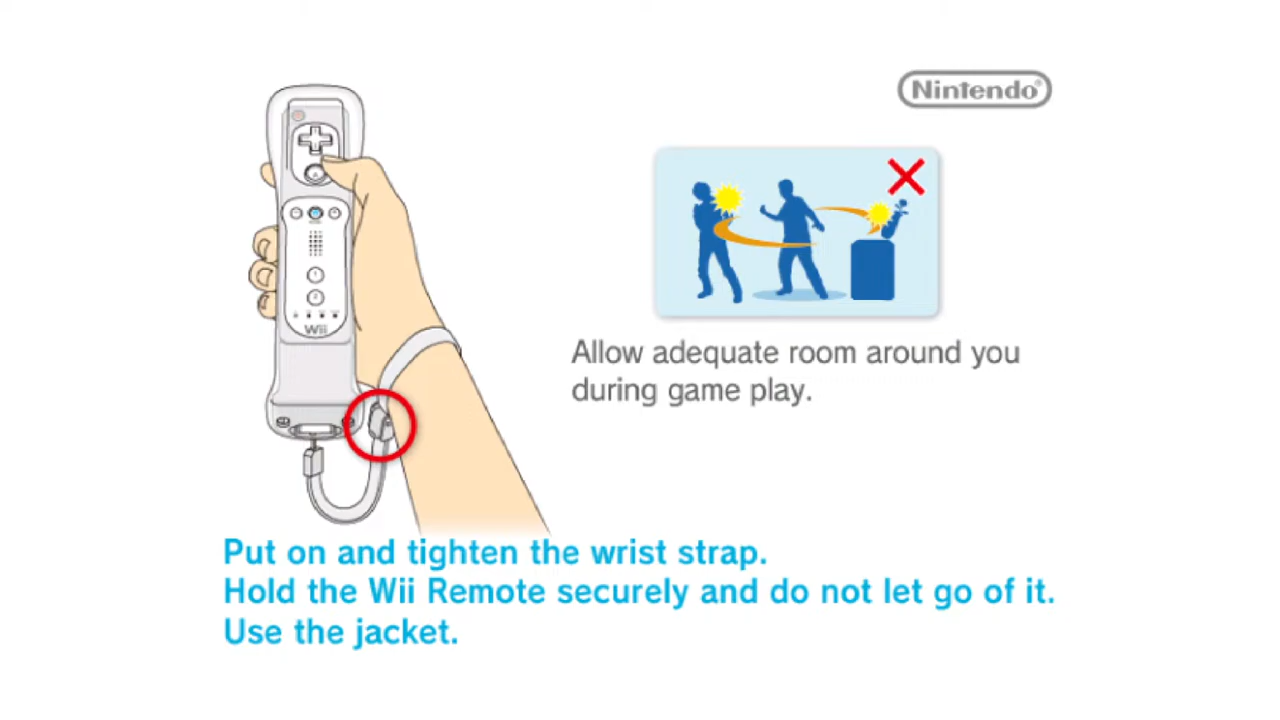 Nintendo®
Wii
Allow adequate room around you
during game play.
Put on and tighten the wrist strap.
Hold the Wii Remote securely and do not let go of it.
Use the jacket.